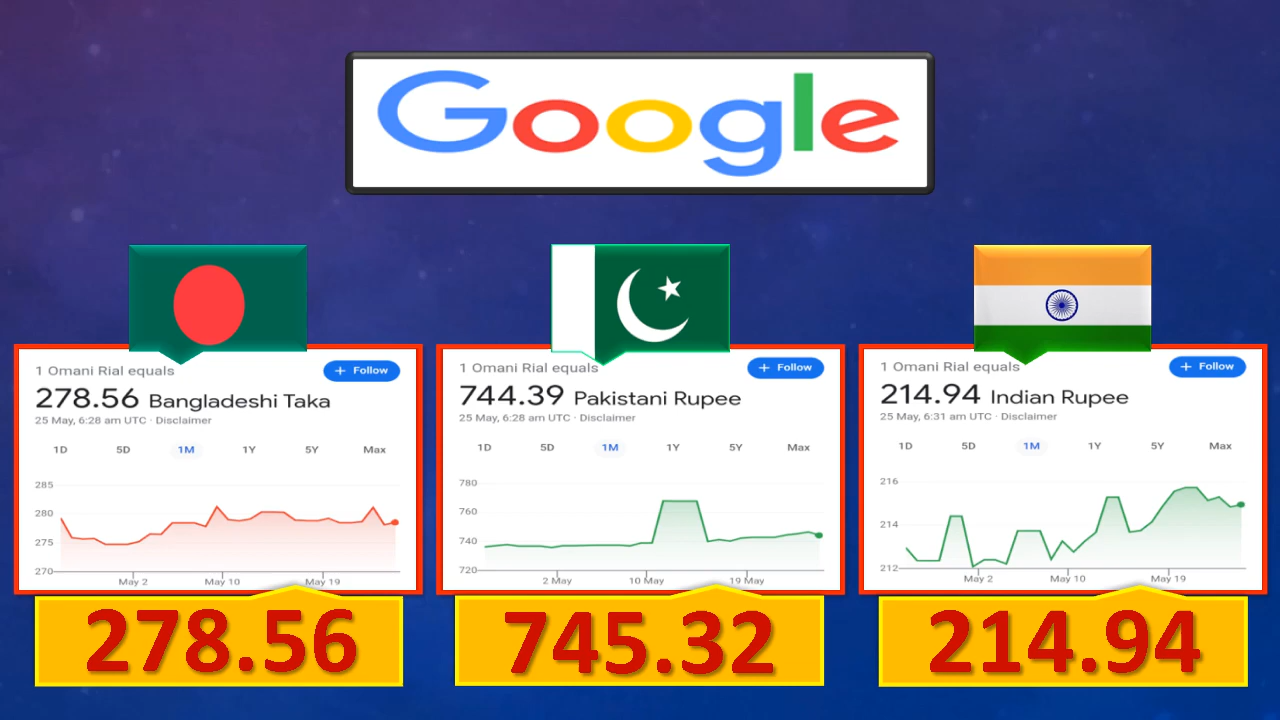 Google
1 Omani Rial equals
+ Follow
278.56 Bangladeshi Taka
25 May, 6:28 am UTC · Disclaimer
1D 5D 1M 1Y 5Y Max
285
280
275
270
May 2 May 10 May 19
278.56
1 Omani Rial equals
+ Follow
744.39 Pakistani Rupee
25 May, 6:28 am UTC · Disclaimer
1D 5D 1M 1Y 5Y Max
780
760
740
720
2 May 10 May 19 May
745.32
1 Omani Rial equals
+ Follow
214.94 Indian Rupee
25 May, 6:31 am UTC · Disclaimer
1D 5D 1M 1Y 5Y Max
216
214
212
May 2 May 10 May 19
214.94